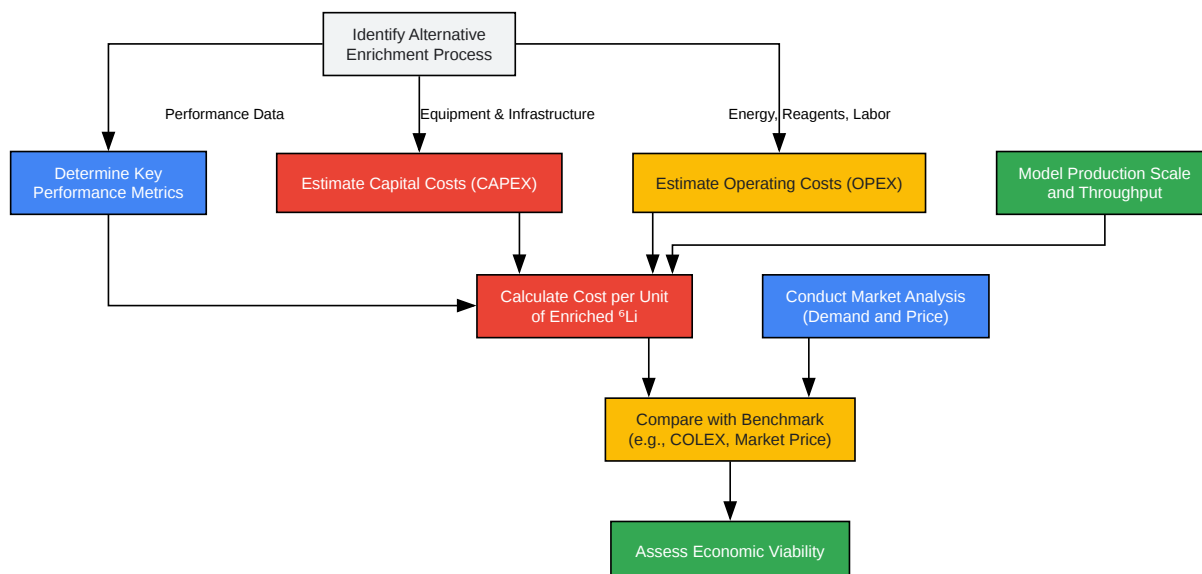 Identify Alternative
Enrichment Process
Performance Data
Equipment & Infrastructure
Energy, Reagents, Labor
Determine Key
Performance Metrics
Estimate Capital Costs (CAPEX)
Estimate Operating Costs (OPEX)
Model Production Scale
and Throughput
Calculate Cost per Unit
of Enriched ⁶Li
Conduct Market Analysis
(Demand and Price)
Compare with Benchmark
(e.g., COLEX, Market Price)
Assess Economic Viability